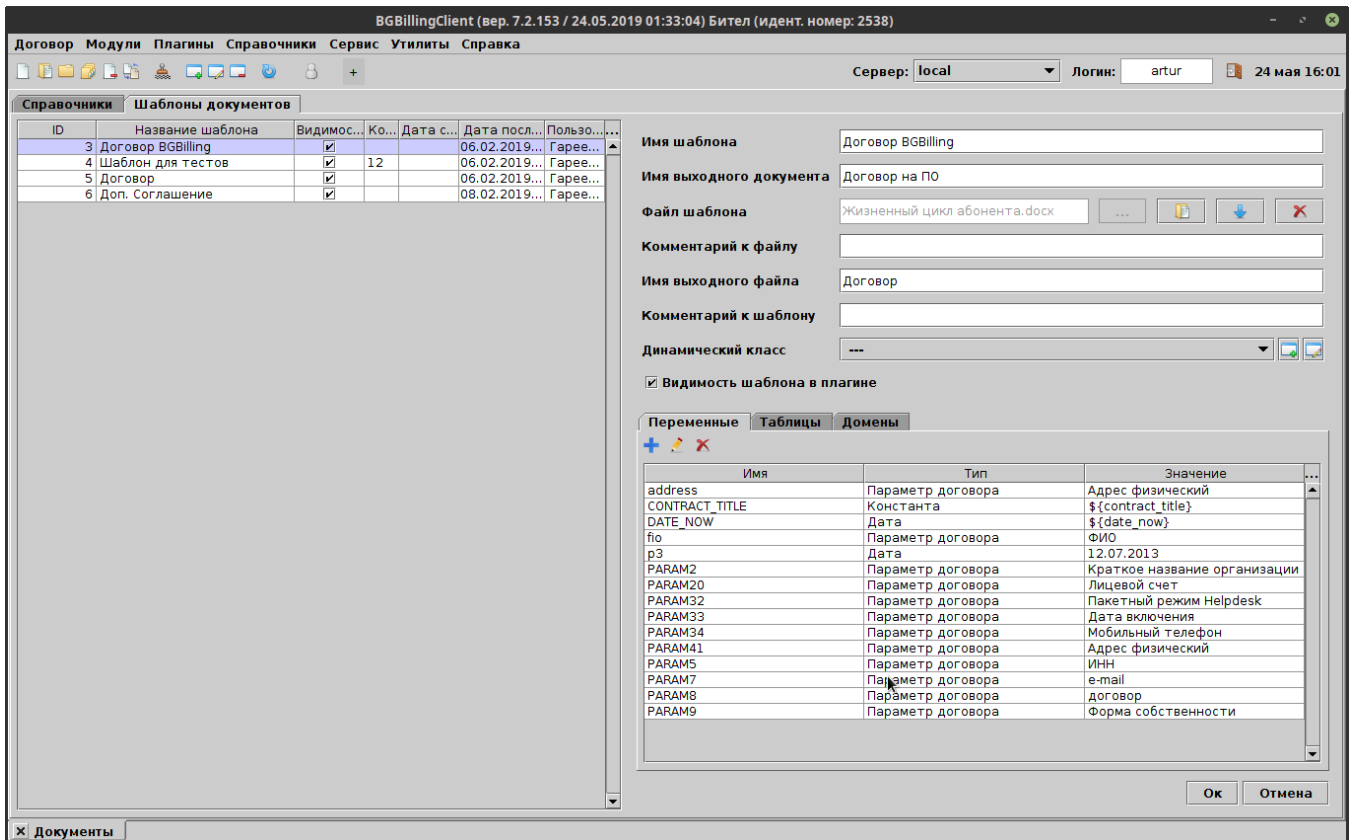 BGBillingClient (вер. 7.2.153 / 24.05.2019 01:33:04) Бител (идент. номер: 2538)
Договор Модули Плагины Справочники Сервис Утилиты Справка
+ Сервер: local Логин: artur 24 мая 16:01
Справочники Шаблоны документов
ID Название шаблона Видимос... Ко... Дата с... Дата посл... Пользо... ...
3 Договор BGBilling 06.02.2019... Гарее...
4 Шаблон для тестов 12 06.02.2019... Гарее...
5 Договор 06.02.2019... Гарее...
6 Доп. Соглашение 08.02.2019... Гарее...
Имя шаблона Договор BGBilling
Имя выходного документа Договор на ПО
Файл шаблона Жизненный цикл абонента.docx ...
Комментарий к файлу
Имя выходного файла Договор
Комментарий к шаблону
Динамический класс ---
Видимость шаблона в плагине
Переменные Таблицы Домены
Имя Тип Значение ...
address Параметр договора Адрес физический
CONTRACT_TITLE Константа ${contract_title}
DATE_NOW Дата ${date_now}
fio Параметр договора ФИО
p3 Дата 12.07.2013
PARAM2 Параметр договора Краткое название организации
PARAM20 Параметр договора Лицевой счет
PARAM32 Параметр договора Пакетный режим Helpdesk
PARAM33 Параметр договора Дата включения
PARAM34 Параметр договора Мобильный телефон
PARAM41 Параметр договора Адрес физический
PARAM5 Параметр договора ИНН
PARAM7 Параметр договора e-mail
PARAM8 Параметр договора договор
PARAM9 Параметр договора Форма собственности
Ок Отмена
Документы